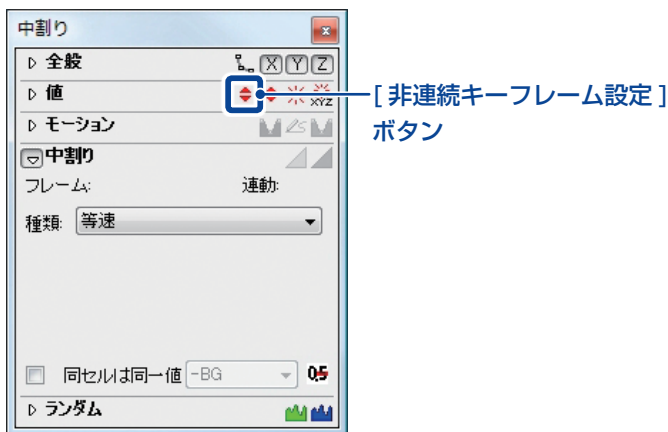 中割り
全般 X Y Z
値 XYZ
[ 非連続キーフレーム設定 ]
ボタン
モーション
中割り
フレーム: 連動:
種類: 等速
同セルは同一値 -BG 0.5
ランダム